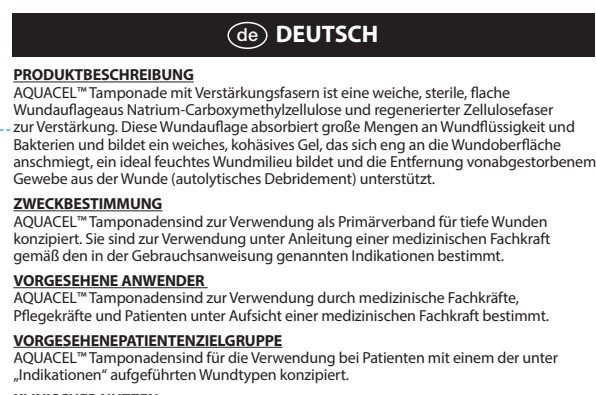 de DEUTSCH
PRODUKTBESCHREIBUNG
AQUACEL™ Tamponade mit Verstärkungsfasern ist eine weiche, sterile, flache
Wundauflageaus Natrium-Carboxymethylzellulose und regenerierter Zellulosefaser
zur Verstärkung. Diese Wundauflage absorbiert große Mengen an Wundflüssigkeit und
Bakterien und bildet ein weiches, kohäsives Gel, das sich eng an die Wundoberfläche
anschmiegt, ein ideal feuchtes Wundmilieu bildet und die Entfernung vonabgestorbenem
Gewebe aus der Wunde (autolytisches Debridement) unterstützt.
ZWECKBESTIMMUNG
AQUACEL™ Tamponadensind zur Verwendung als Primärverband für tiefe Wunden
konzipiert. Sie sind zur Verwendung unter Anleitung einer medizinischen Fachkraft
gemäß den in der Gebrauchsanweisung genannten Indikationen bestimmt.
VORGESEHENE ANWENDER
AQUACEL™ Tamponadensind zur Verwendung durch medizinische Fachkräfte,
Pflegekräfte und Patienten unter Aufsicht einer medizinischen Fachkraft bestimmt.
VORGESEHENEPATIENTENZIELGRUPPE
AQUACEL™ Tamponadensind für die Verwendung bei Patienten mit einem der unter
„Indikationen“ aufgeführten Wundtypen konzipiert.